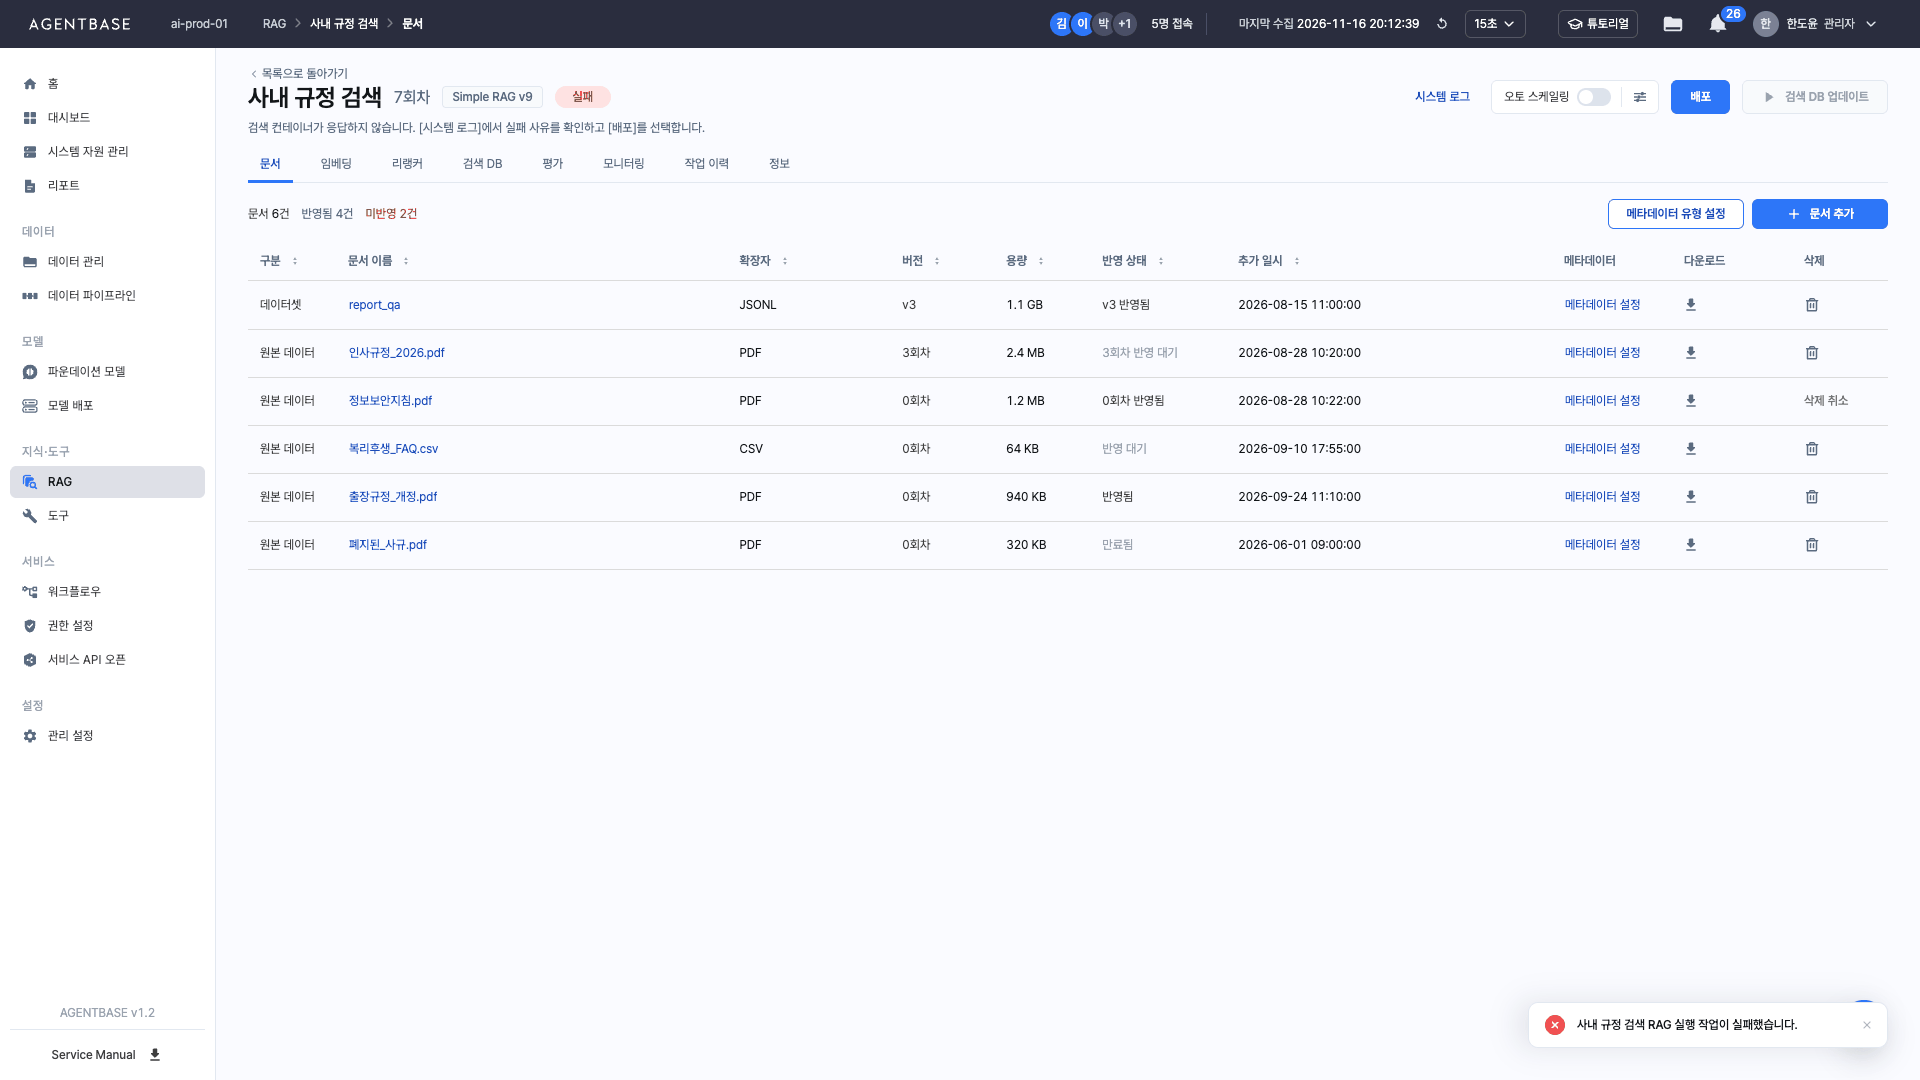 AGENTBASE
ai-prod-01
RAG 사내 규정 검색 문서
김 이 박 +1 5명 접속
마지막 수집 2026-11-16 20:12:39
15초
튜토리얼
26
한 한도윤 관리자
홈
대시보드
시스템 자원 관리
리포트
데이터
데이터 관리
데이터 파이프라인
모델
파운데이션 모델
모델 배포
지식·도구
RAG
도구
서비스
워크플로우
권한 설정
서비스 API 오픈
설정
관리 설정
AGENTBASE v1.2
Service Manual
목록으로 돌아가기
사내 규정 검색 7회차 Simple RAG v9 실패
시스템 로그
오토 스케일링
배포
검색 DB 업데이트
검색 컨테이너가 응답하지 않습니다. [시스템 로그]에서 실패 사유를 확인하고 [배포]를 선택합니다.
문서 임베딩 리랭커 검색 DB 평가 모니터링 작업 이력 정보
문서 6건 반영됨 4건 미반영 2건
메타데이터 유형 설정
문서 추가
구분 문서 이름 확장자 버전 용량 반영 상태 추가 일시 메타데이터 다운로드 삭제
데이터셋 report_qa JSONL v3 1.1 GB v3 반영됨 2026-08-15 11:00:00 메타데이터 설정
원본 데이터 인사규정_2026.pdf PDF 3회차 2.4 MB 3회차 반영 대기 2026-08-28 10:20:00 메타데이터 설정
원본 데이터 정보보안지침.pdf PDF 0회차 1.2 MB 0회차 반영됨 2026-08-28 10:22:00 메타데이터 설정 삭제 취소
원본 데이터 복리후생_FAQ.csv CSV 0회차 64 KB 반영 대기 2026-09-10 17:55:00 메타데이터 설정
원본 데이터 출장규정_개정.pdf PDF 0회차 940 KB 반영됨 2026-09-24 11:10:00 메타데이터 설정
원본 데이터 폐지된_사규.pdf PDF 0회차 320 KB 만료됨 2026-06-01 09:00:00 메타데이터 설정
사내 규정 검색 RAG 실행 작업이 실패했습니다.